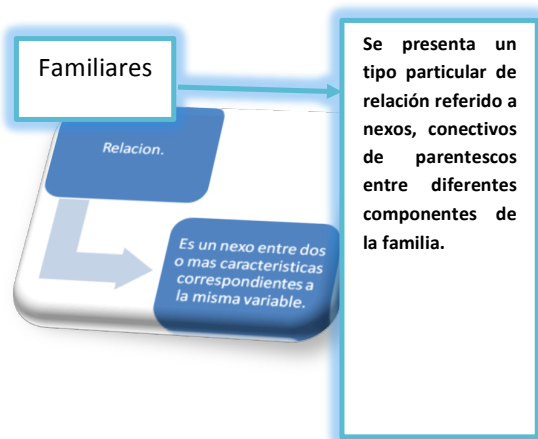 Familiares
Se presenta un
tipo particular de
relación referido a
nexos, conectivos
de parentescos
entre diferentes
componentes de
la familia.
Relacion.
Es un nexo entre dos
o mas caracteristicas
correspondientes a
la misma variable.